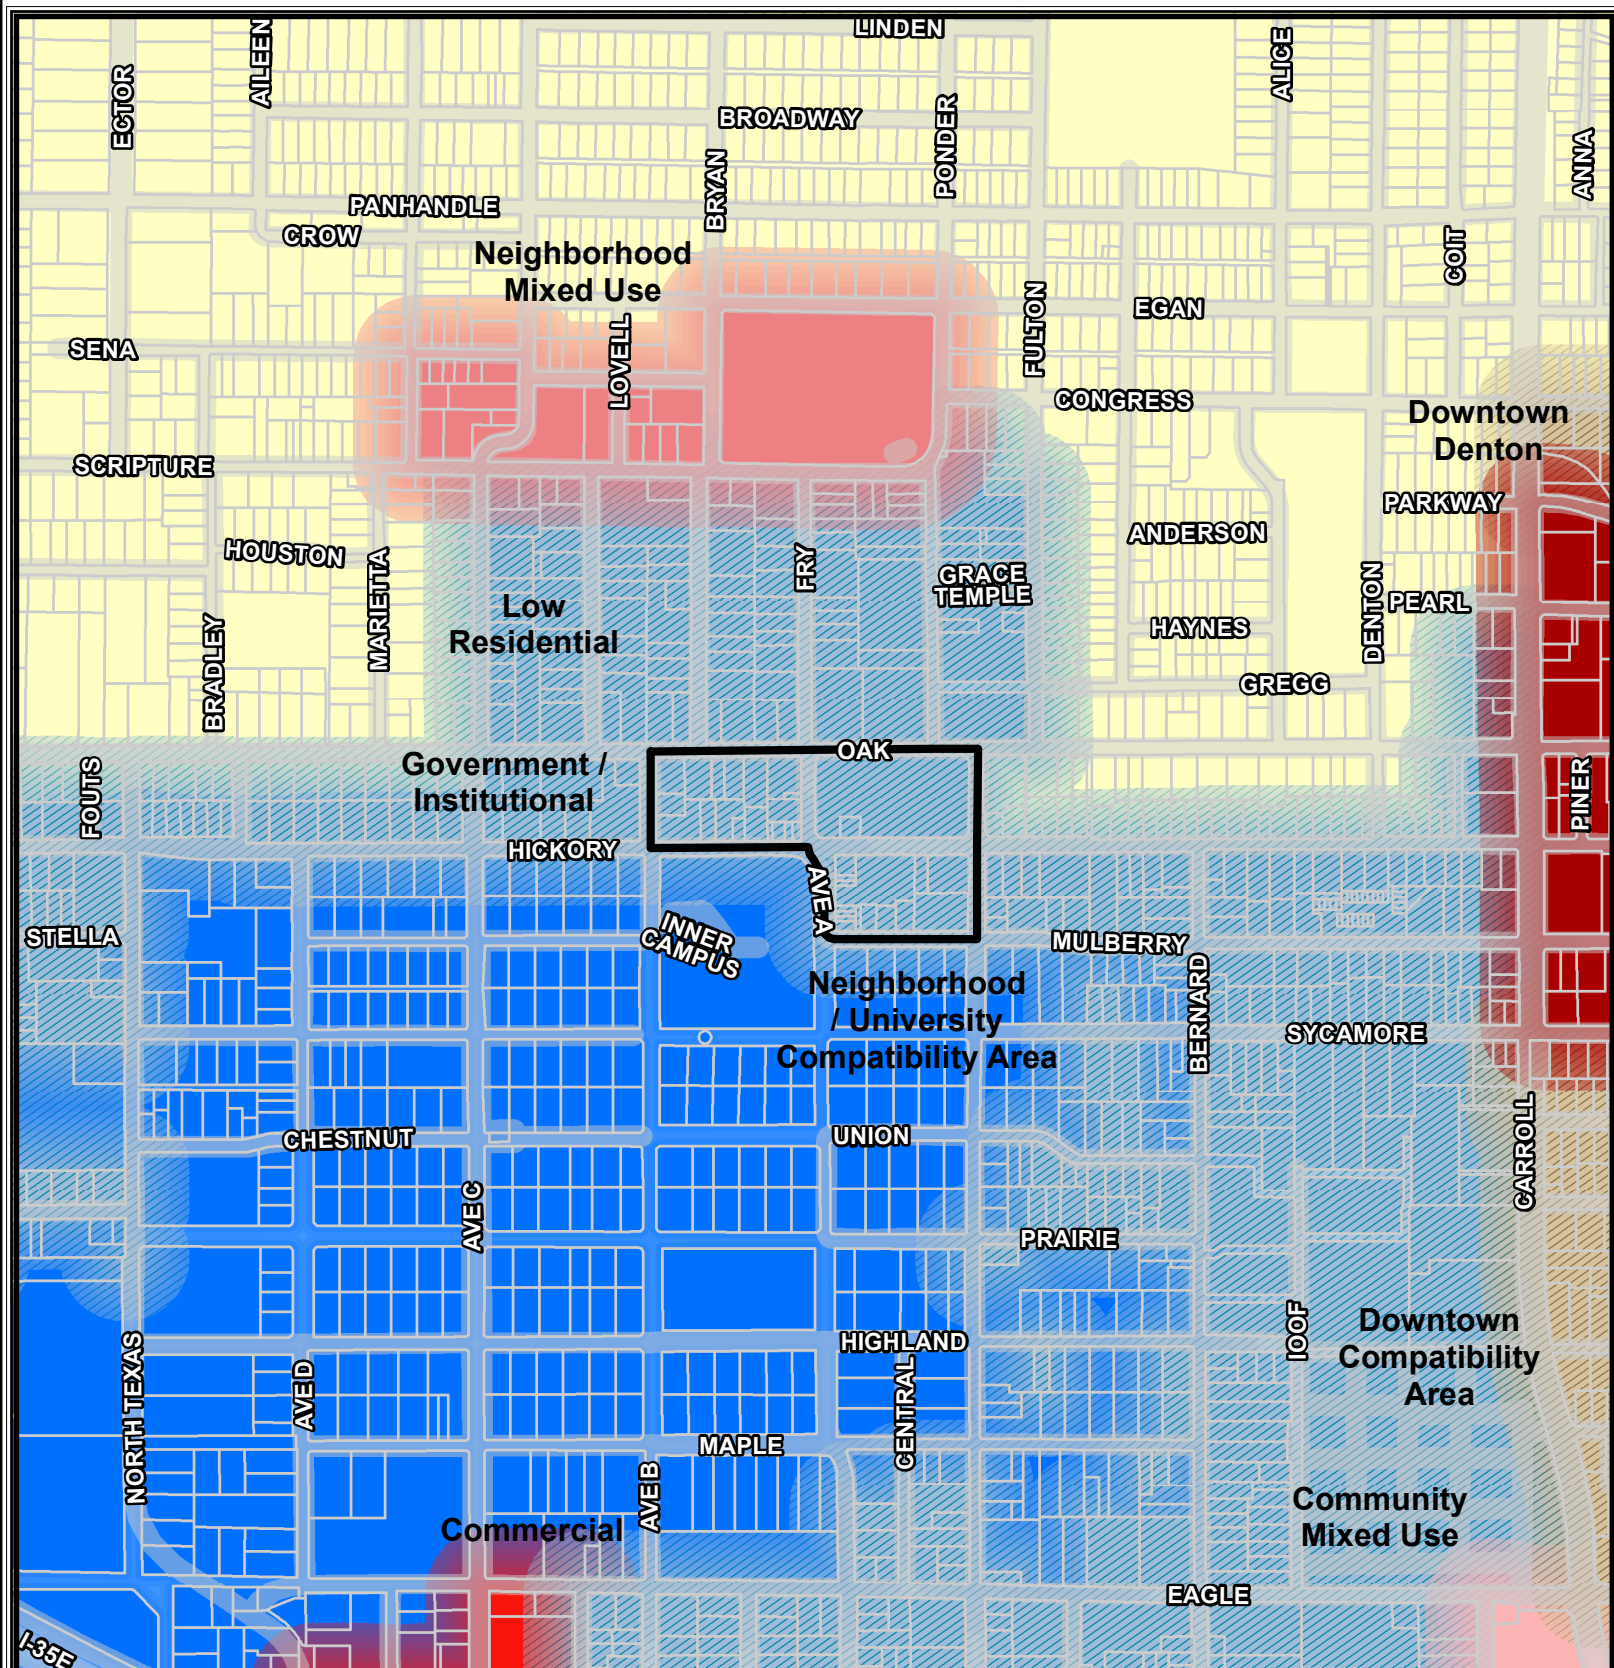 LINDEN
AILEEN
ALICE
ECTOR
BROADWAY
PONDER
ANNA
BRYAN
PANHANDLE
CROW
Neighborhood
Mixed Use
COIT
FULTON
EGAN
SENA
LOVELL
CONGRESS
Downtown
Denton
SCRIPTURE
PARKWAY
ANDERSON
HOUSTON
FRY
GRACE
TEMPLE
MARIETTA
DENTON
PEARL
Low
Residential
HAYNES
BRADLEY
GREGG
OAK
Government /
Institutional
FOUTS
PINER
HICKORY
AVE A
STELLA
INNER
CAMPUS
MULBERRY
Neighborhood
/ University
Compatibility Area
BERNARD
SYCAMORE
CHESTNUT
UNION
CARROLL
AVE C
PRAIRIE
HIGHLAND
IOOF
Downtown
Compatibility
Area
NORTH TEXAS
AVE D
CENTRAL
MAPLE
AVE B
Commercial
Community
Mixed Use
EAGLE
I-35E